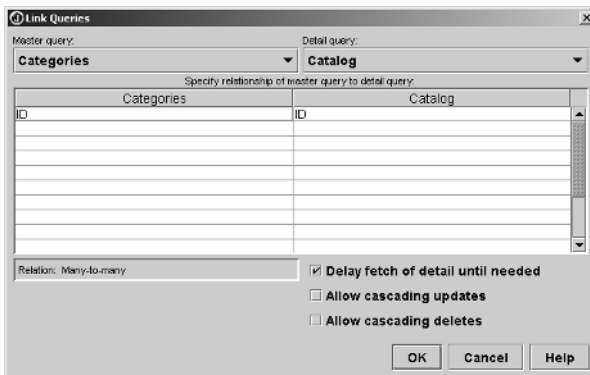 Link Queries
Master query:
Detail query:
Categories
Catalog
Specify relationship of master query to detail query:
Categories
Catalog
ID
ID
Relation: Many-to-many
Delay fetch of detail until needed
Allow cascading updates
Allow cascading deletes
OK
Cancel
Help